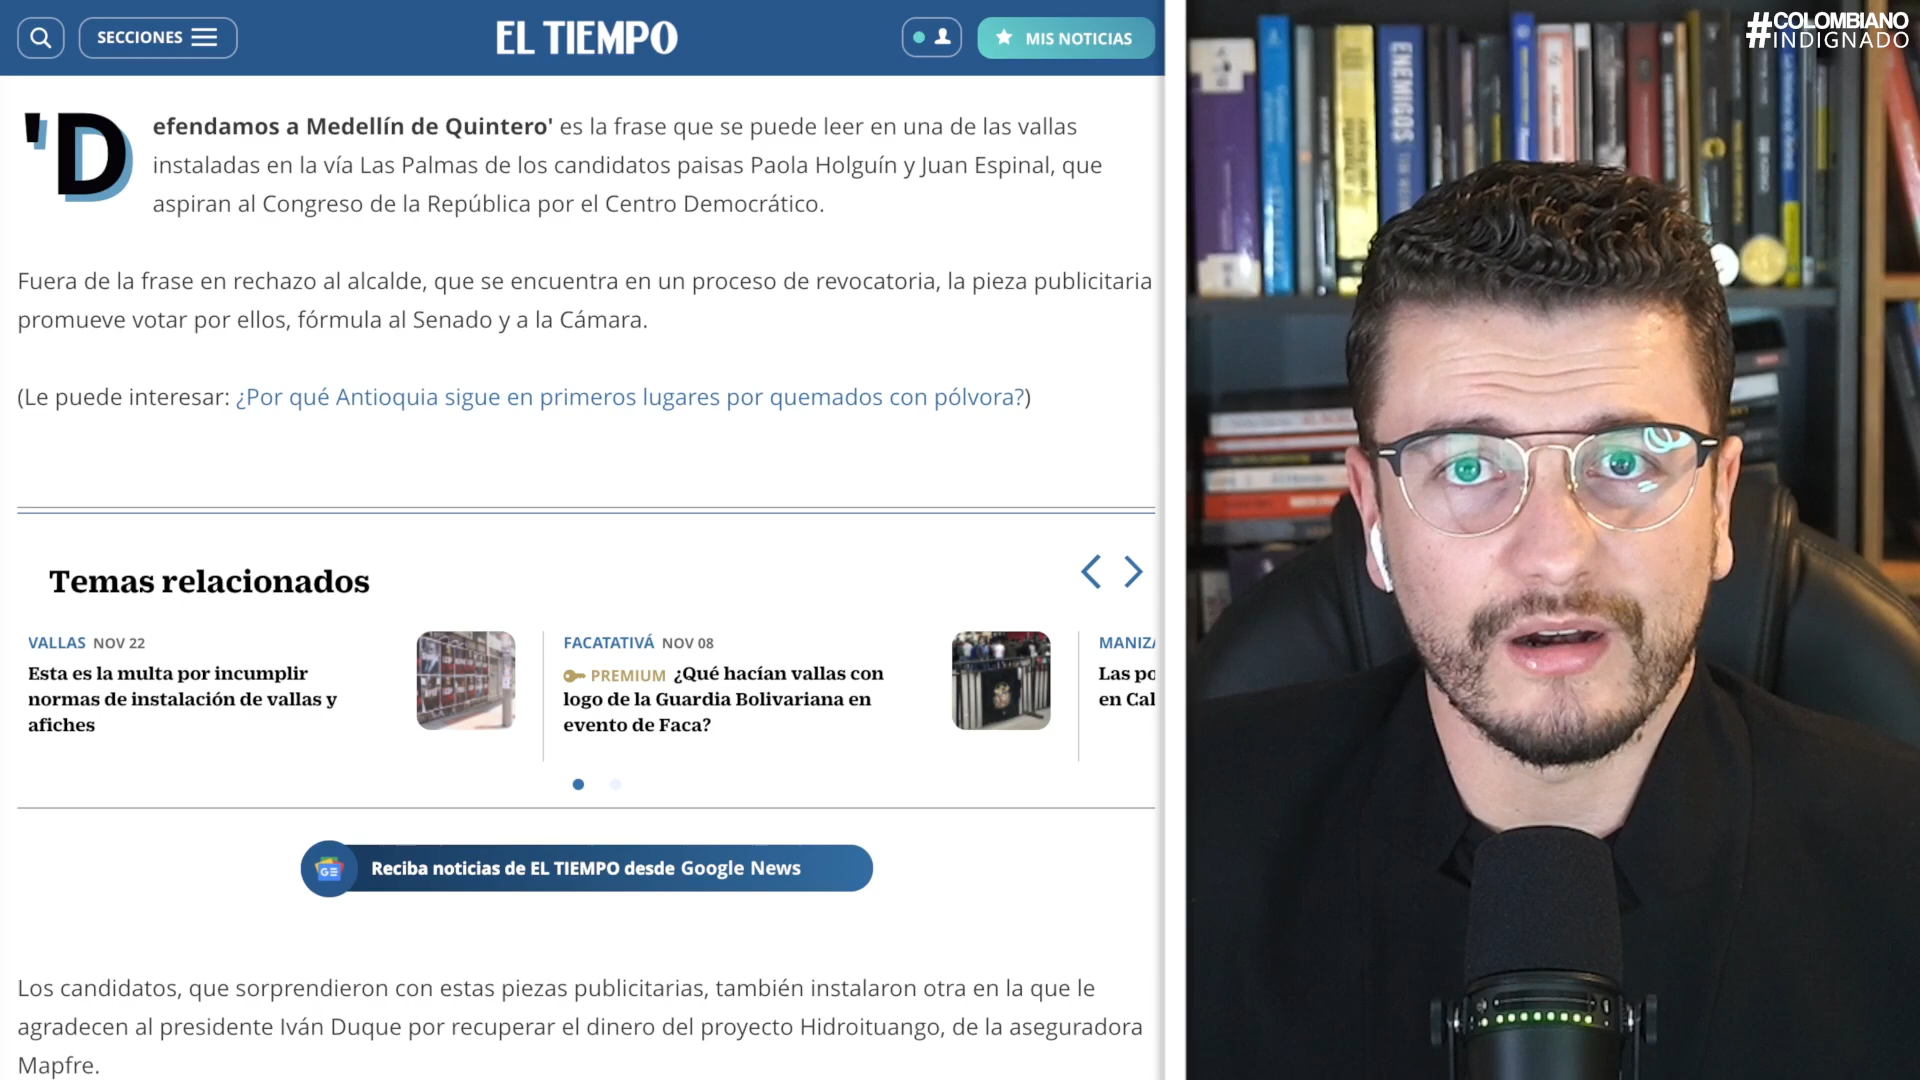 SECCIONES
EL TIEMPO
MIS NOTICIAS
#COLOMBIANO
INDIGNADO
'Defendamos a Medellín de Quintero' es la frase que se puede leer en una de las vallas
instaladas en la vía Las Palmas de los candidatos paisas Paola Holguín y Juan Espinal, que
aspiran al Congreso de la República por el Centro Democrático.
Fuera de la frase en rechazo al alcalde, que se encuentra en un proceso de revocatoria, la pieza publicitaria
promueve votar por ellos, fórmula al Senado y a la Cámara.
(Le puede interesar: ¿Por qué Antioquia sigue en primeros lugares por quemados con pólvora?)
Temas relacionados
VALLAS NOV 22
Esta es la multa por incumplir
normas de instalación de vallas y
afiches
FACATATIVÁ NOV 08
PREMIUM ¿Qué hacían vallas con
logo de la Guardia Bolivariana en
evento de Faca?
MANIZA
Las po
en Cal
GE
Reciba noticias de EL TIEMPO desde Google News
Los candidatos, que sorprendieron con estas piezas publicitarias, también instalaron otra en la que le
agradecen al presidente Iván Duque por recuperar el dinero del proyecto Hidroituango, de la aseguradora
Mapfre.
ENEMIGOS